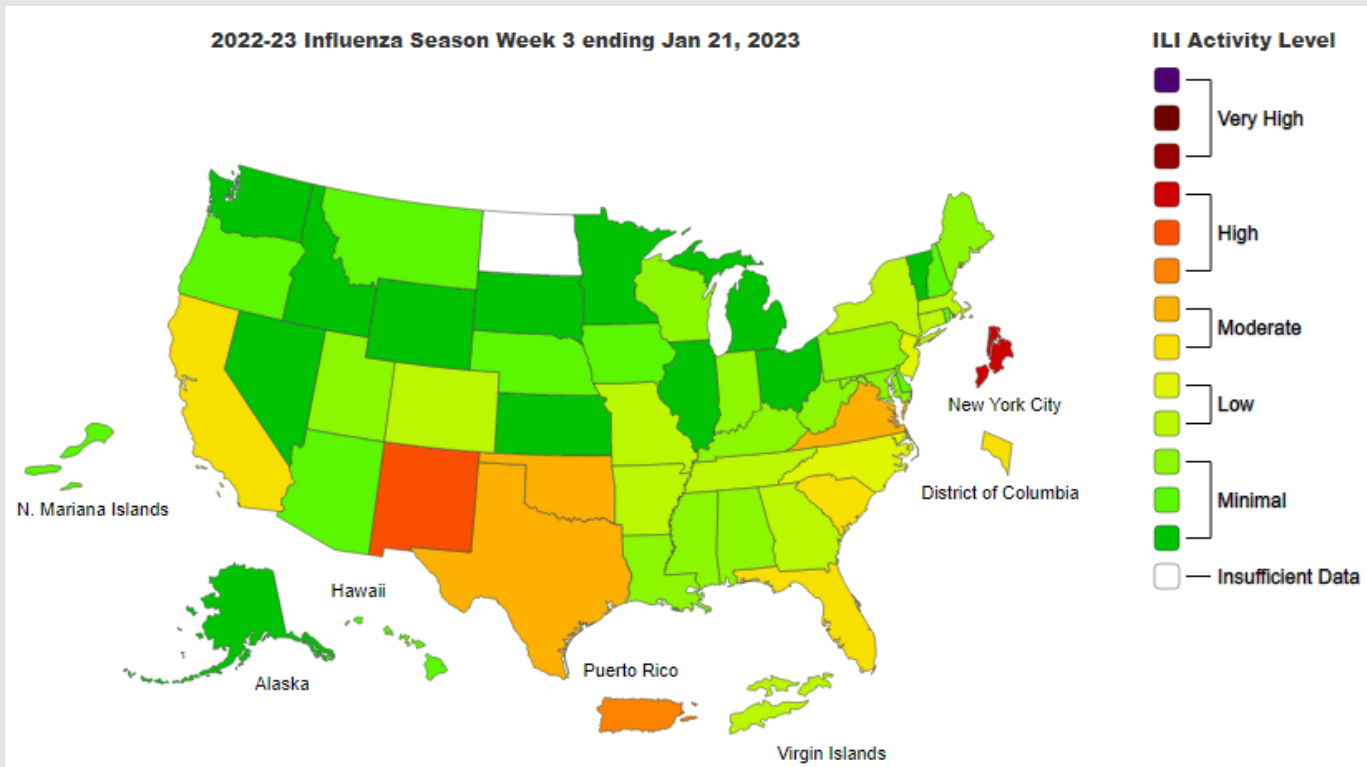 2022-23 Influenza Season Week 3 ending Jan 21, 2023
ILI Activity Level
Very High
High
Moderate
Low
Minimal
Insufficient Data
New York City
District of Columbia
N. Mariana Islands
Hawaii
Alaska
Puerto Rico
Virgin Islands